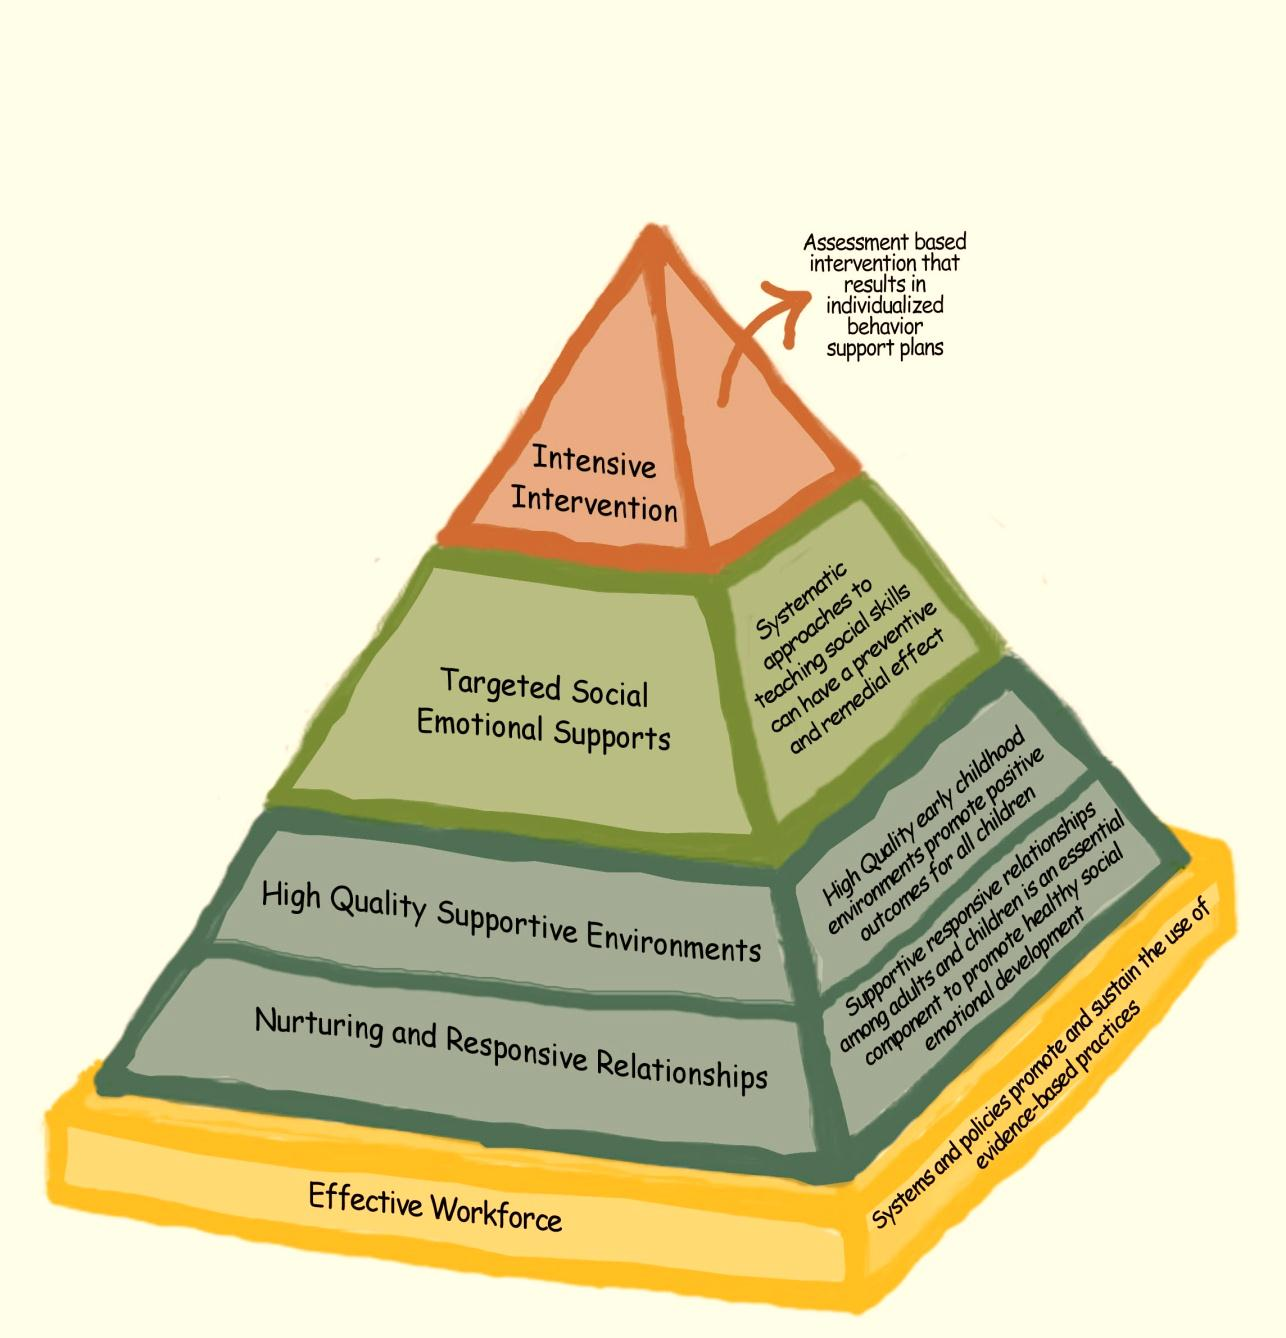 Assessment based
intervention that
results in
individualized
behavior
support plans
Intensive
Intervention
Systematic
approaches to
teaching social skills
can have a preventive
and remedial effect
Targeted Social
Emotional Supports
High Quality early childhood
environments promote positive
outcomes for all children
High Quality Supportive Environments
Supportive responsive relationships
among adults and children is an essential
component to promote healthy social
emotional development
Nurturing and Responsive Relationships
Systems and policies promote and sustain the use of
evidence-based practices
Effective Workforce